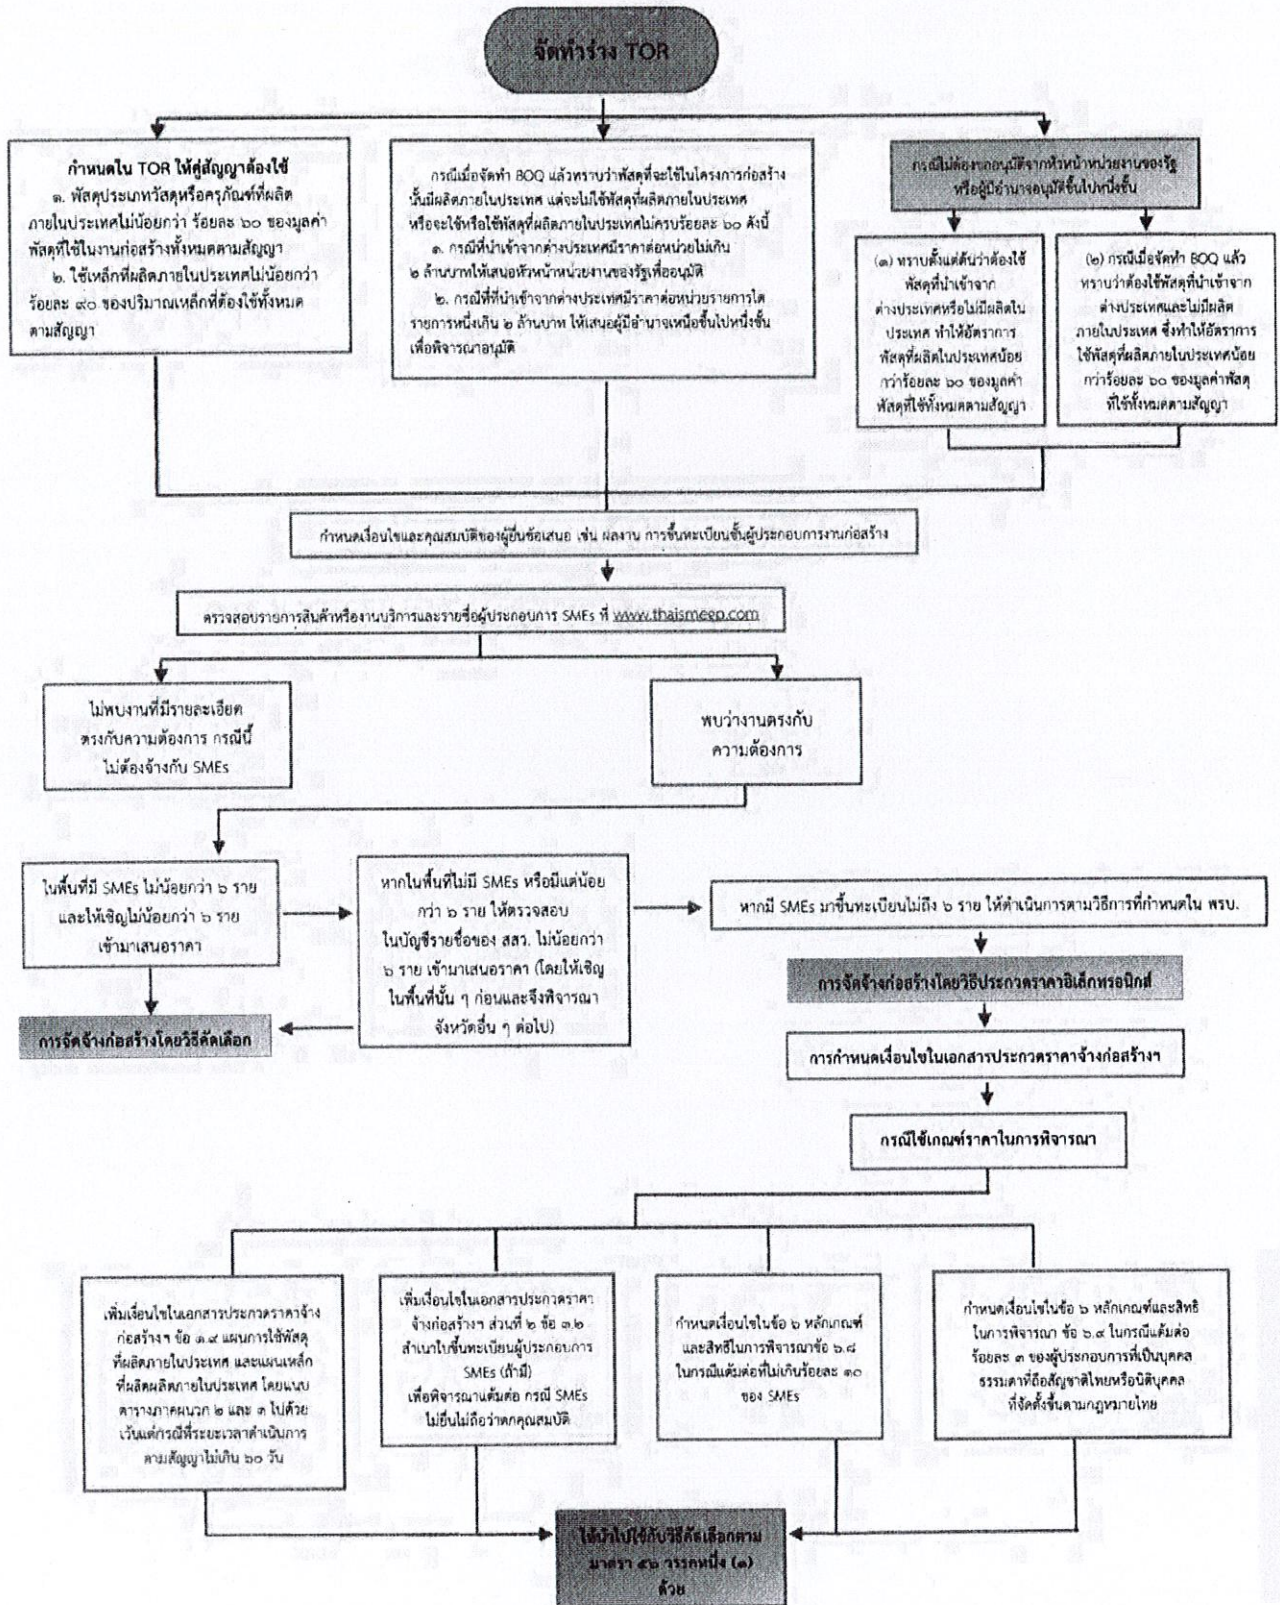 จัดทำร่าง TOR
กำหนดใน TOR ให้คู่สัญญาต้องใช้
๑. พัสดุประเภทวัสดุหรือครุภัณฑ์ที่ผลิต
ภายในประเทศไม่น้อยกว่า ร้อยละ ๖๐ ของมูลค่า
พัสดุที่ใช้ในงานก่อสร้างทั้งหมดตามสัญญา
๒. ใช้เหล็กที่ผลิตภายในประเทศไม่น้อยกว่า
ร้อยละ ๙๐ ของปริมาณเหล็กที่ต้องใช้ทั้งหมด
ตามสัญญา
กรณีเมื่อจัดทำ BOQ แล้วทราบว่าพัสดุที่จะใช้ในโครงการก่อสร้าง
นั้นมีผลิตภายในประเทศ แต่จะไม่ใช้พัสดุที่ผลิตภายในประเทศ
หรือจะใช้หรือใช้พัสดุที่ผลิตภายในประเทศไม่ครบร้อยละ ๖๐ ดังนี้
๑. กรณีที่นำเข้าจากต่างประเทศมีราคาต่อหน่วยไม่เกิน
๒ ล้านบาทให้เสนอหัวหน้าหน่วยงานของรัฐเพื่ออนุมัติ
๒. กรณีที่ที่นำเข้าจากต่างประเทศมีราคาต่อหน่วยรายการใด
รายการหนึ่งเกิน ๒ ล้านบาท ให้เสนอผู้มีอำนาจเหนือขึ้นไปหนึ่งชั้น
เพื่อพิจารณาอนุมัติ
กรณีไม่ต้องขออนุมัติจากหัวหน้าหน่วยงานของรัฐ
หรือผู้มีอำนาจอนุมัติขึ้นไปหนึ่งชั้น
(๑) ทราบตั้งแต่ต้นว่าต้องใช้
พัสดุที่นำเข้าจาก
ต่างประเทศหรือไม่มีผลิตใน
ประเทศ ทำให้อัตราการ
พัสดุที่ผลิตในประเทศน้อย
กว่าร้อยละ ๖๐ ของมูลค่า
พัสดุที่ใช้ทั้งหมดตามสัญญา
(๒) กรณีเมื่อจัดทำ BOQ แล้ว
ทราบว่าต้องใช้พัสดุที่นำเข้าจาก
ต่างประเทศและไม่มีผลิต
ภายในประเทศ ซึ่งทำให้อัตราการ
ใช้พัสดุที่ผลิตภายในประเทศน้อย
กว่าร้อยละ ๖๐ ของมูลค่าพัสดุ
ที่ใช้ทั้งหมดตามสัญญา
กำหนดเงื่อนไขและคุณสมบัติของผู้ยื่นข้อเสนอ เช่น ผลงาน การขึ้นทะเบียนชั้นผู้ประกอบการงานก่อสร้าง
ตรวจสอบรายการสินค้าหรืองานบริการและรายชื่อผู้ประกอบการ SMEs ที่ www.thaismegp.com
ไม่พบงานที่มีรายละเอียด
ตรงกับความต้องการ กรณีนี้
ไม่ต้องจ้างกับ SMEs
พบว่างานตรงกับ
ความต้องการ
ในพื้นที่มี SMEs ไม่น้อยกว่า ๖ ราย
และให้เชิญไม่น้อยกว่า ๖ ราย
เข้ามาเสนอราคา
หากในพื้นที่ไม่มี SMEs หรือมีแต่น้อย
กว่า ๖ ราย ให้ตรวจสอบ
ในบัญชีรายชื่อของ สสว. ไม่น้อยกว่า
๖ ราย เข้ามาเสนอราคา (โดยให้เชิญ
ในพื้นที่นั้น ๆ ก่อนและจึงพิจารณา
จังหวัดอื่น ๆ ต่อไป)
หากมี SMEs มาขึ้นทะเบียนไม่ถึง ๖ ราย ให้ดำเนินการตามวิธีการที่กำหนดใน พรบ.
การจัดจ้างก่อสร้างโดยวิธีคัดเลือก
การจัดจ้างก่อสร้างโดยวิธีประกวดราคาอิเล็กทรอนิกส์
การกำหนดเงื่อนไขในเอกสารประกวดราคาจ้างก่อสร้างฯ
กรณีใช้เกณฑ์ราคาในการพิจารณา
เพิ่มเงื่อนไขในเอกสารประกวดราคาจ้าง
ก่อสร้างฯ ข้อ ๑.๙ แผนการใช้พัสดุ
ที่ผลิตภายในประเทศ และแผนเหล็ก
ที่ผลิตผลิตภายในประเทศ โดยแนบ
ตารางภาคผนวก ๒ และ ๓ ไปด้วย
เว้นแต่กรณีที่ระยะเวลาดำเนินการ
ตามสัญญาไม่เกิน ๖๐ วัน
เพิ่มเงื่อนไขในเอกสารประกวดราคา
จ้างก่อสร้างฯ ส่วนที่ ๒ ข้อ ๓.๒
สำเนาใบขึ้นทะเบียนผู้ประกอบการ
SMEs (ถ้ามี)
เพื่อพิจารณาแต้มต่อ กรณี SMEs
ไม่ยื่นไม่ถือว่าตกคุณสมบัติ
กำหนดเงื่อนไขในข้อ ๖ หลักเกณฑ์
และสิทธิในการพิจารณาข้อ ๖.๘
ในกรณีแต้มต่อที่ไม่เกินร้อยละ ๑๐
ของ SMEs
กำหนดเงื่อนไขในข้อ ๖ หลักเกณฑ์และสิทธิ
ในการพิจารณา ข้อ ๖.๙ ในกรณีแต้มต่อ
ร้อยละ ๓ ของผู้ประกอบการที่เป็นบุคคล
ธรรมดาที่ถือสัญชาติไทยหรือนิติบุคคล
ที่จัดตั้งขึ้นตามกฎหมายไทย
ให้นำไปใช้กับวิธีคัดเลือกตาม
มาตรา ๕๖ วรรคหนึ่ง (๑)
ด้วย